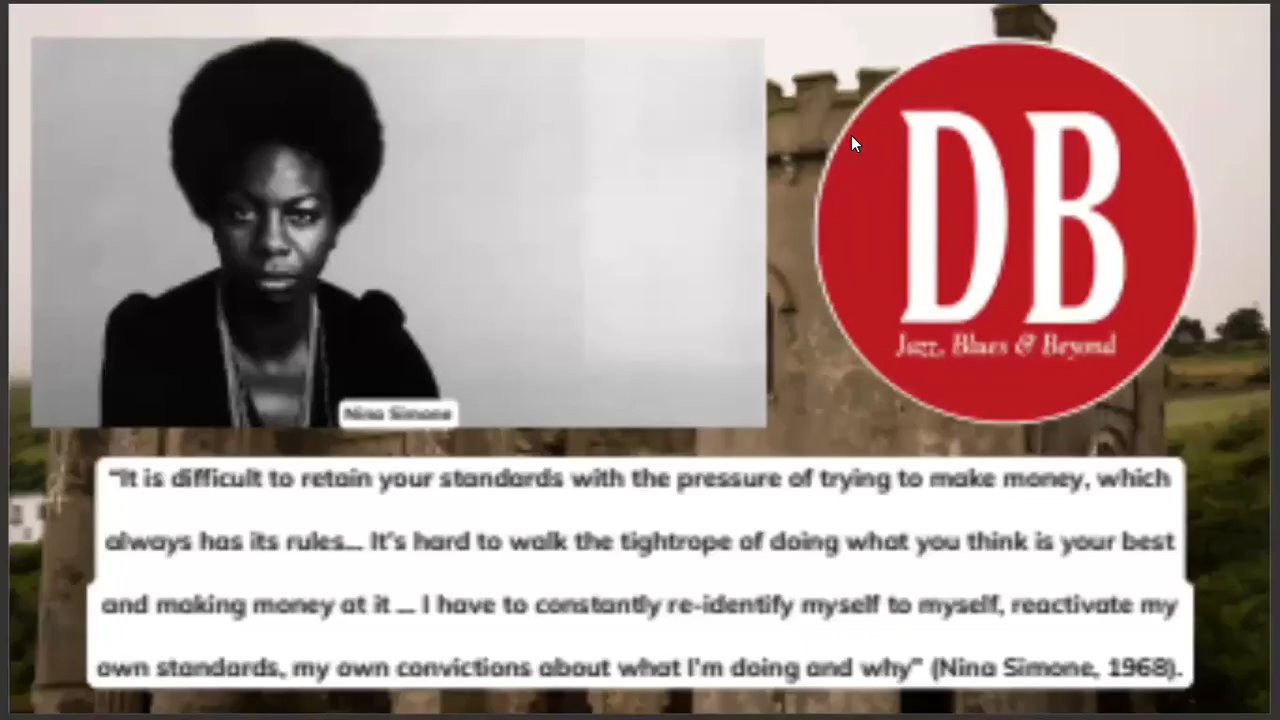 DB
Jazz, Blues & Beyond
Nina Simone
“It is difficult to retain your standards with the pressure of trying to make money, which
always has its rules... It's hard to walk the tightrope of doing what you think is your best
and making money at it ... I have to constantly re-identify myself to myself, reactivate my
own standards, my own convictions about what I'm doing and why” (Nina Simone, 1968).